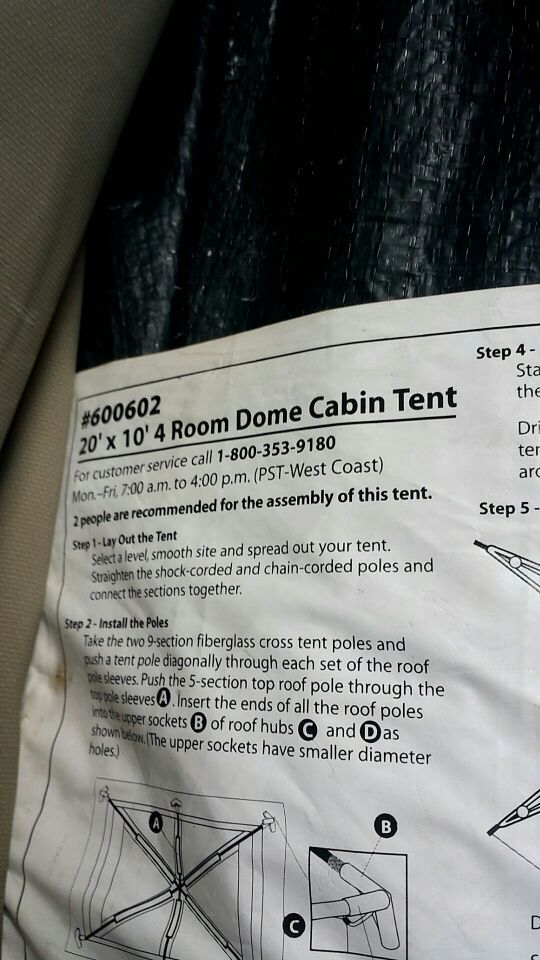 #600602
20' x 10' 4 Room Dome Cabin Tent
For customer service call 1-800-353-9180
Mon.–Fri, 7:00 a.m. to 4:00 p.m. (PST-West Coast)
2 people are recommended for the assembly of this tent.
Step 1 - Lay Out the Tent
Select a level, smooth site and spread out your tent.
Straighten the shock-corded and chain-corded poles and
connect the sections together.
Step 2 - Install the Poles
Take the two 9-section fiberglass cross tent poles and
push a tent pole diagonally through each set of the roof
pole sleeves. Push the 5-section top roof pole through the
top pole sleeves A. Insert the ends of all the roof poles
into the upper sockets B of roof hubs C and D as
shown below. (The upper sockets have smaller diameter
holes.)
A
B
C
Step 4 -
Sta
the
Dri
ter
arc
Step 5 -
D